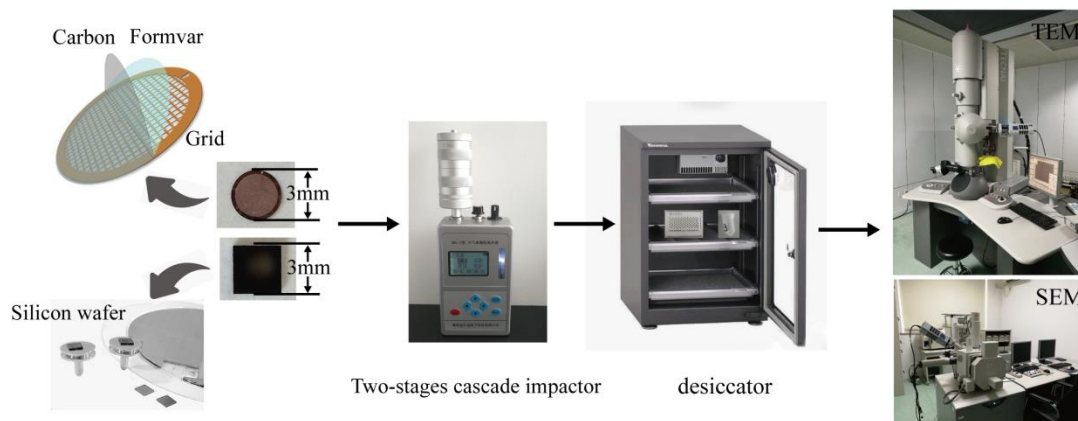 Carbon Formvar
Grid
3mm
3mm
Silicon wafer
Two-stages cascade impactor
desiccator
TEM
SEM